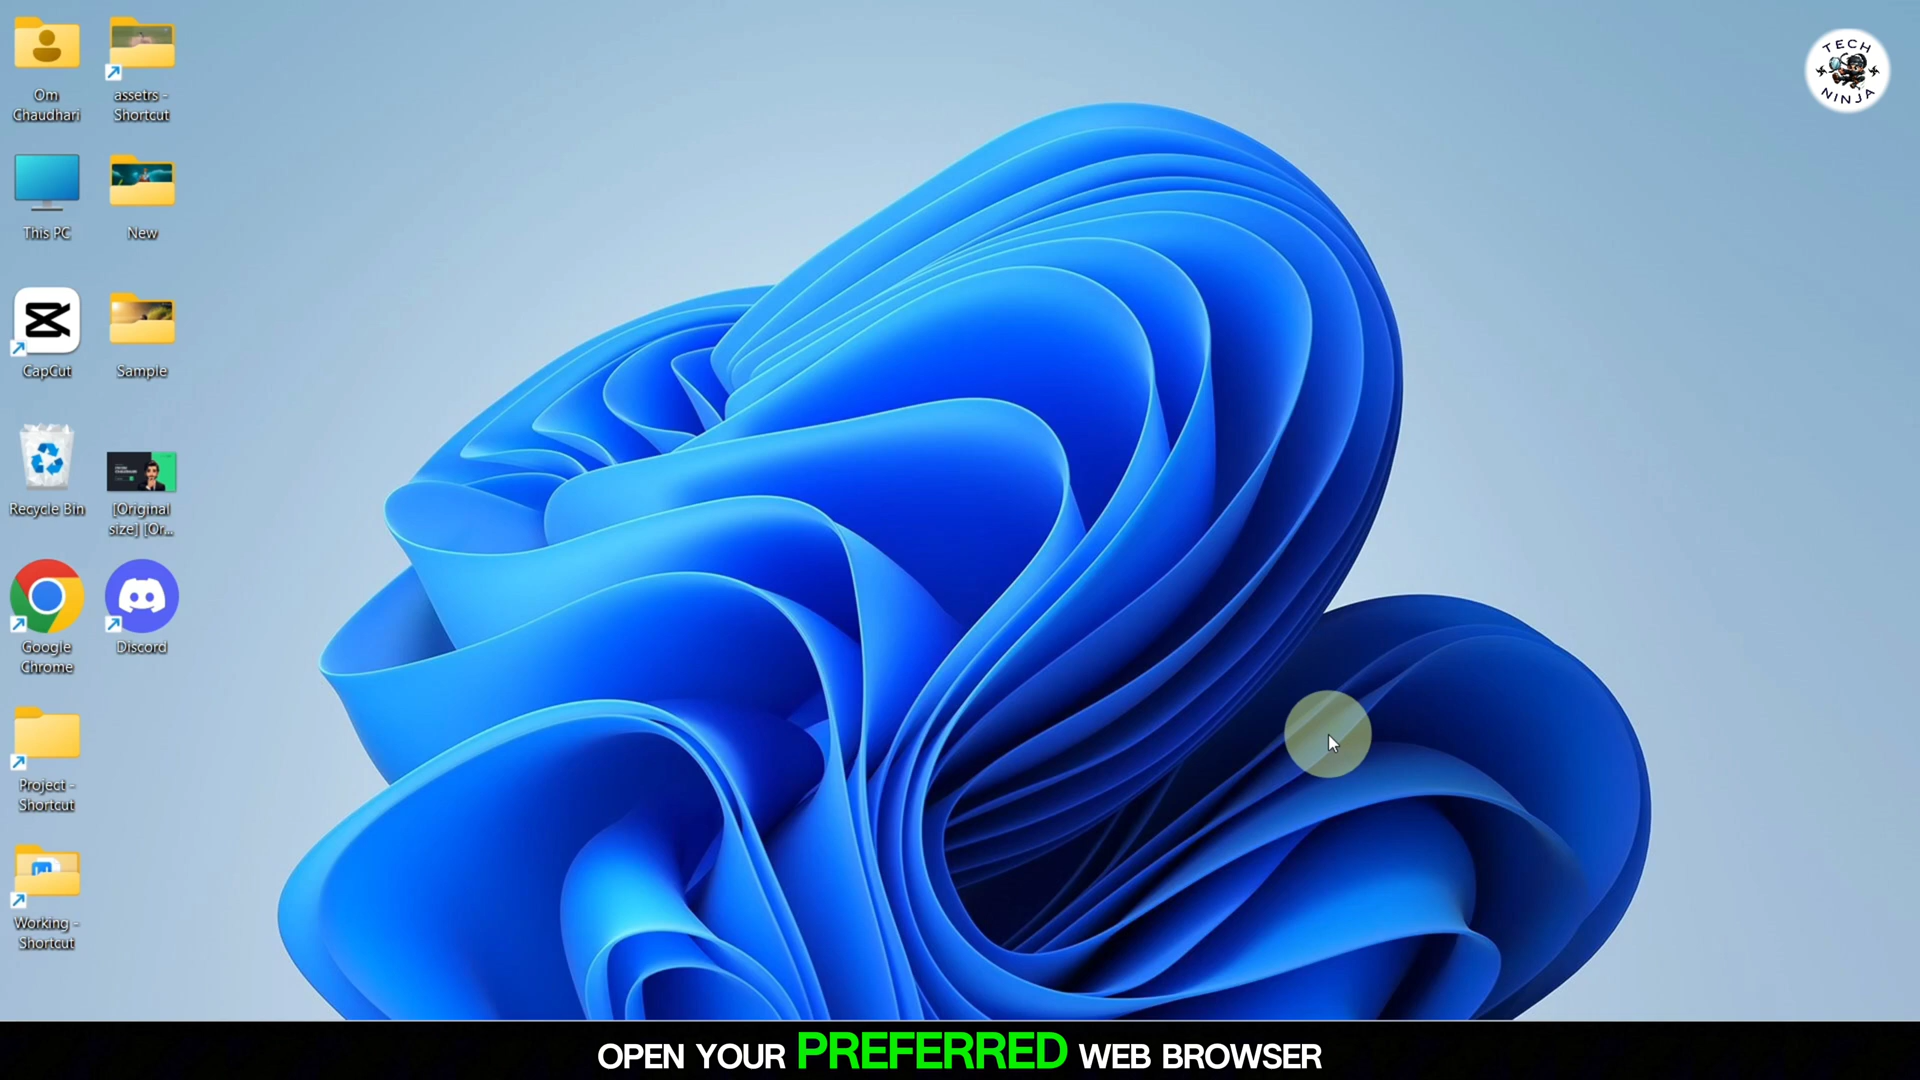 Om
Chaudhari
assetrs -
Shortcut
TECH
NINJA
This PC
New
CapCut
Sample
Recycle Bin
[Original
size] [Or...
Google
Chrome
Discord
Project -
Shortcut
Working -
Shortcut
OPEN YOUR PREFERRED WEB BROWSER